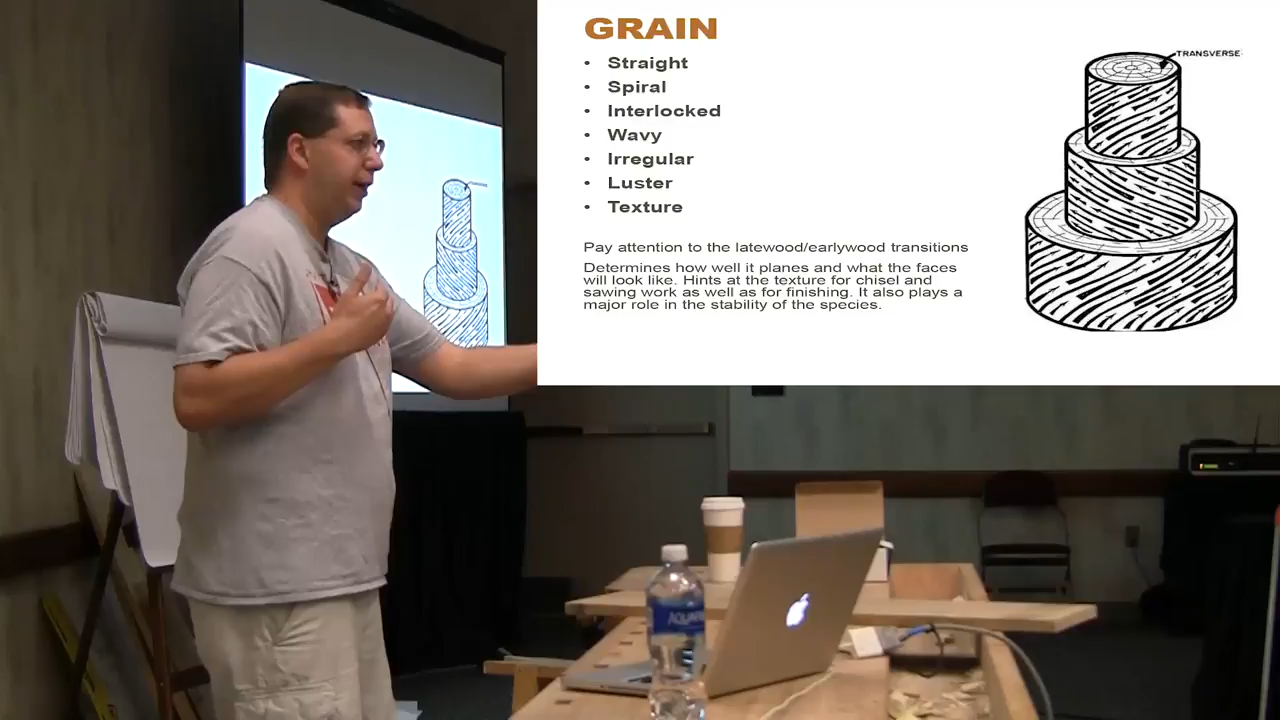 GRAIN
• Straight
• Spiral
• Interlocked
• Wavy
• Irregular
• Luster
• Texture
TRANSVERSE
Pay attention to the latewood/earlywood transitions
Determines how well it planes and what the faces
will look like. Hints at the texture for chisel and
sawing work as well as for finishing. It also plays a
major role in the stability of the species.